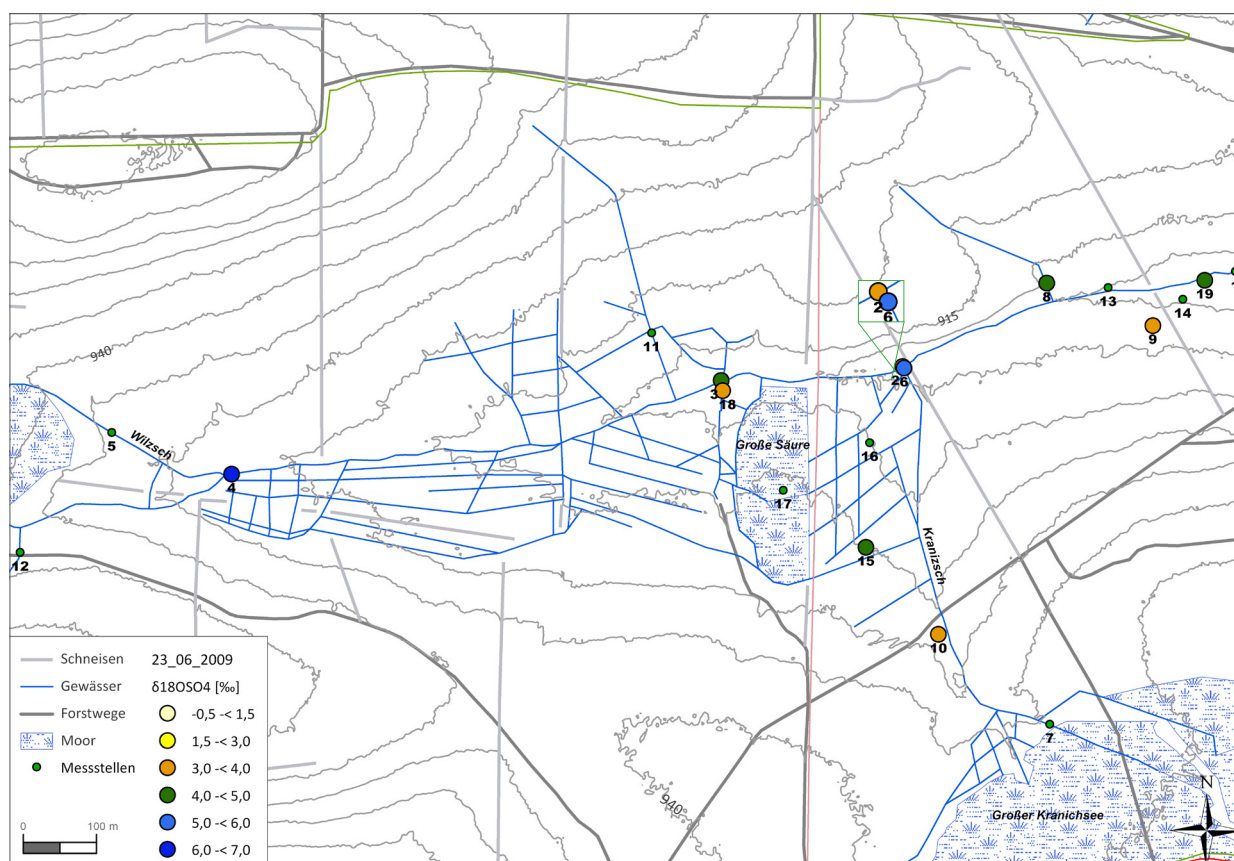 940
915
2
6
8
13
19
1
14
9
11
26
3
18
5
Wilzsch
Große Säure
16
4
17
Kranizsch
15
12
10
7
940
Großer Kranichsee
N
Schneisen
23_06_2009
Gewässer
δ18OSO4 [‰]
Forstwege
-0,5 -< 1,5
Moor
1,5 -< 3,0
Messstellen
3,0 -< 4,0
4,0 -< 5,0
5,0 -< 6,0
6,0 -< 7,0
0 100 m